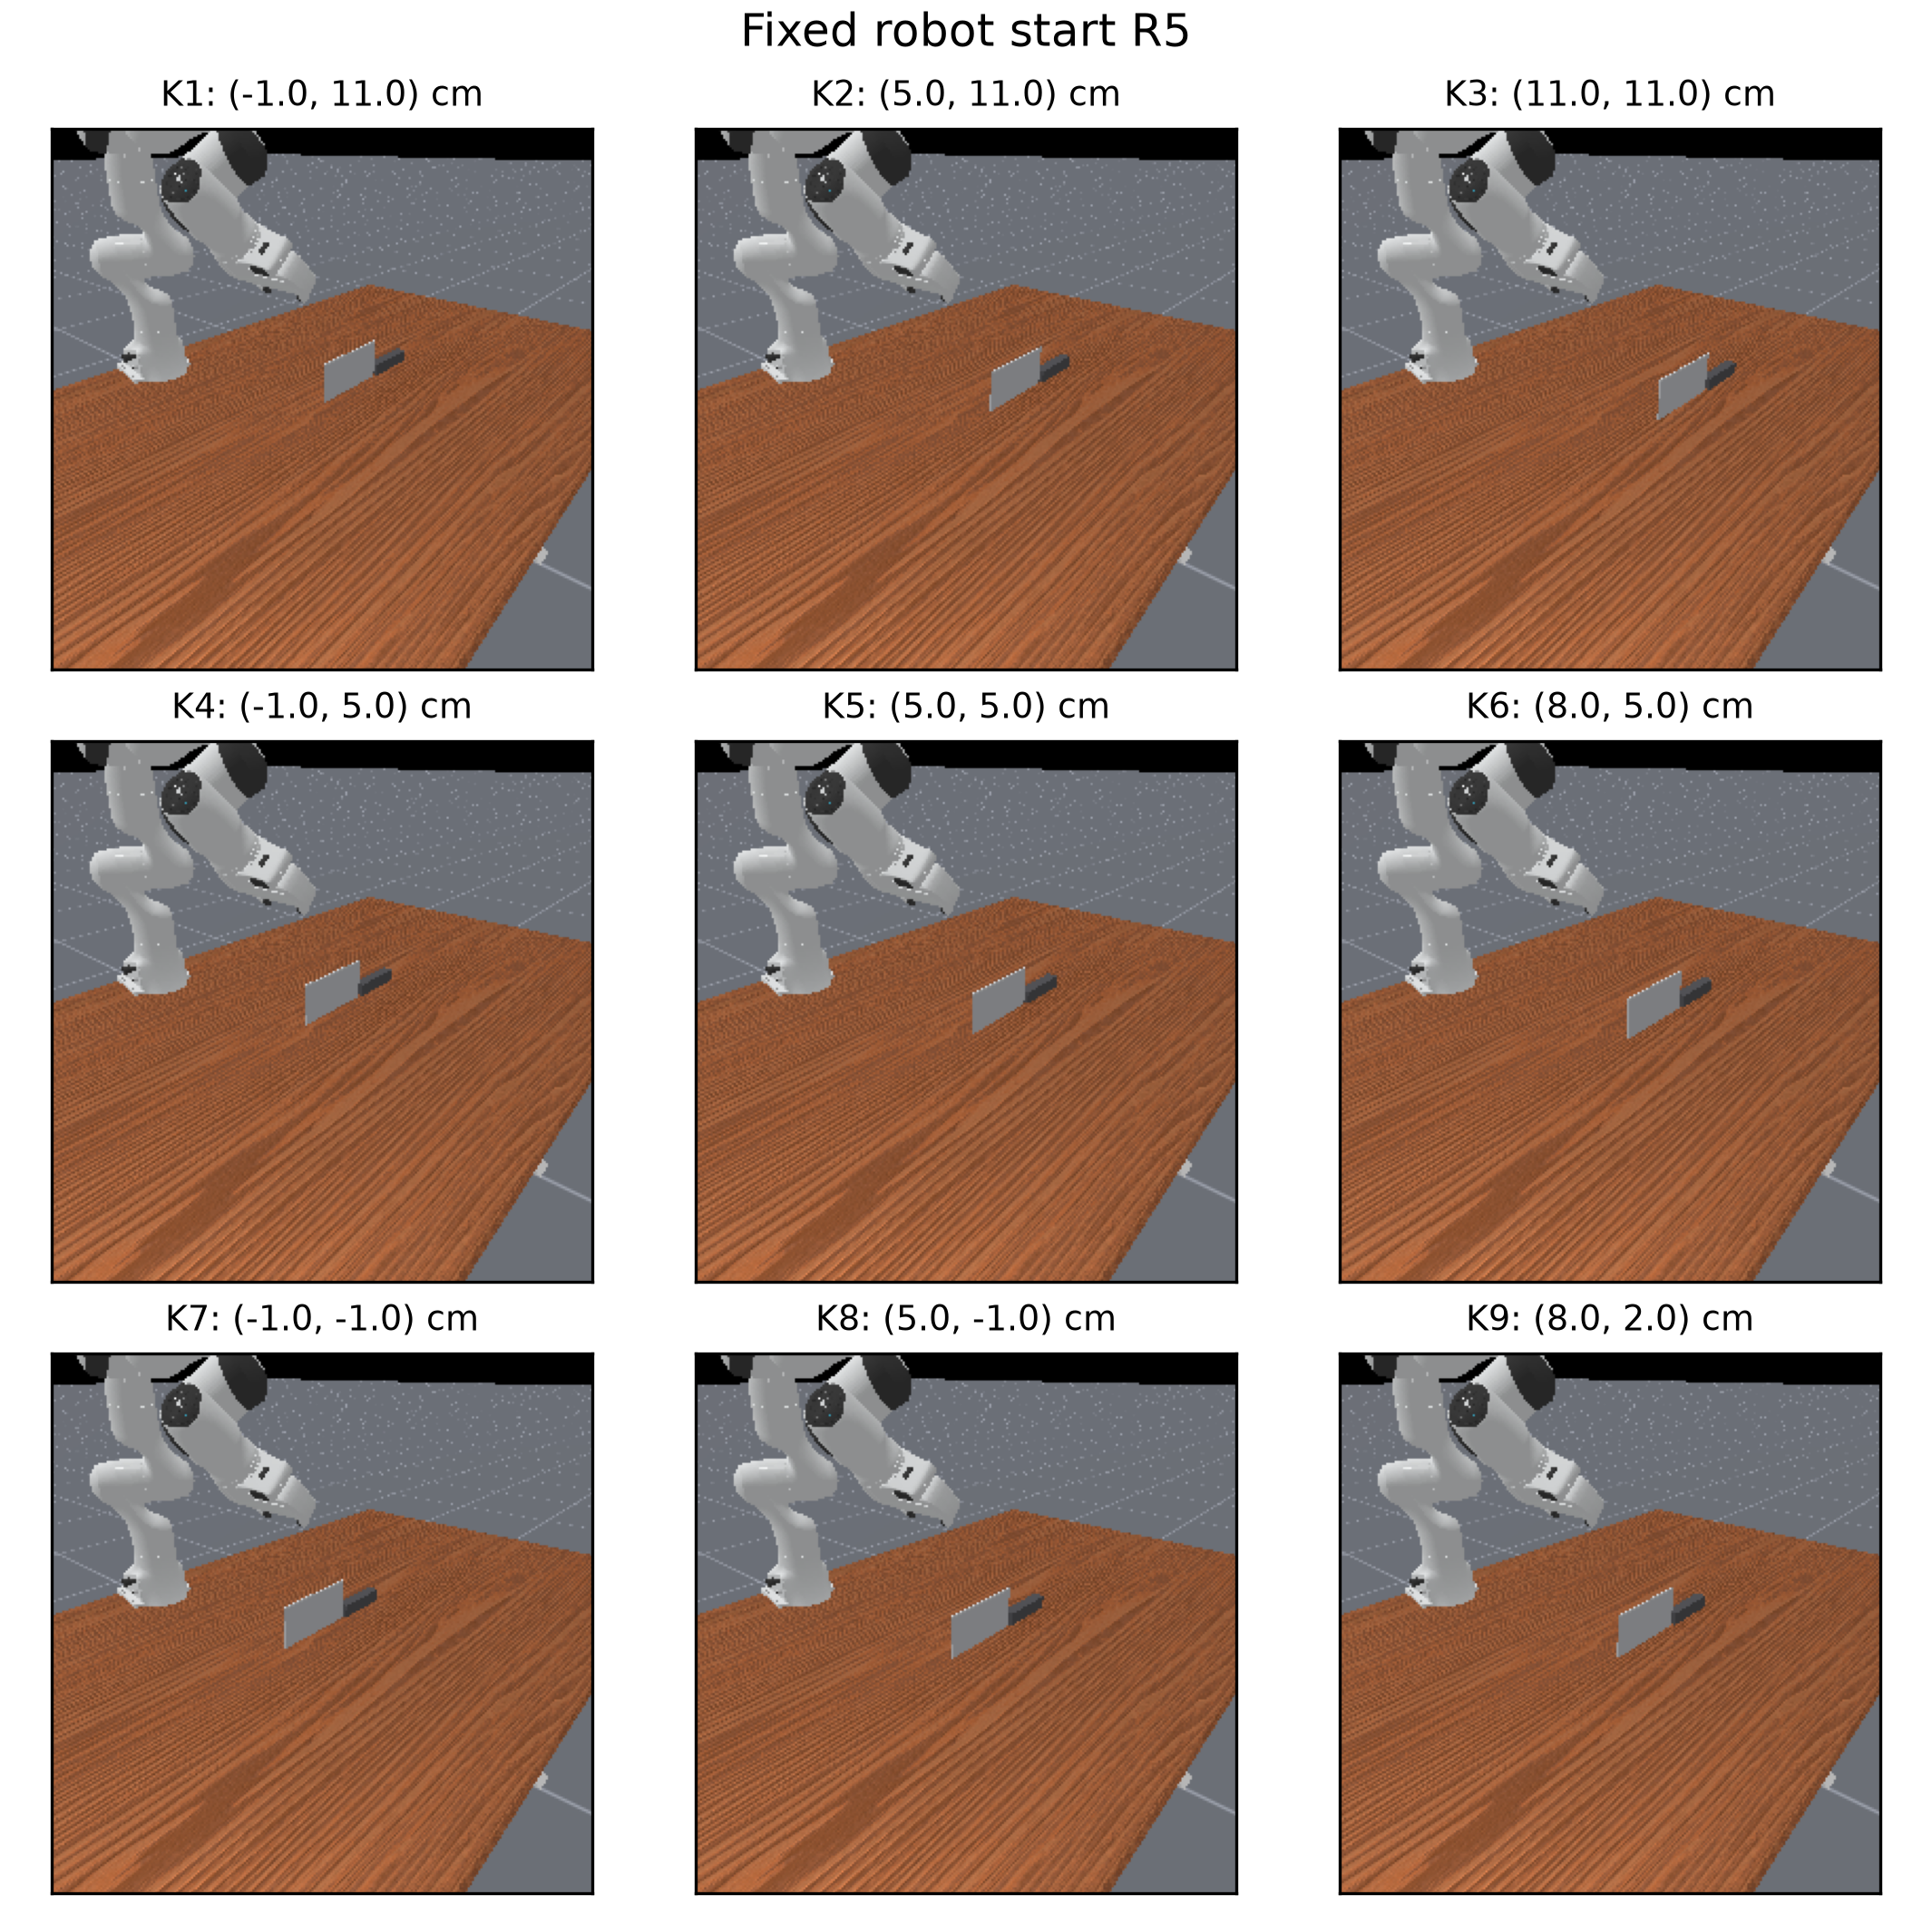 Fixed robot start R5
K1: (-1.0, 11.0) cm
K2: (5.0, 11.0) cm
K3: (11.0, 11.0) cm
K4: (-1.0, 5.0) cm
K5: (5.0, 5.0) cm
K6: (8.0, 5.0) cm
K7: (-1.0, -1.0) cm
K8: (5.0, -1.0) cm
K9: (8.0, 2.0) cm